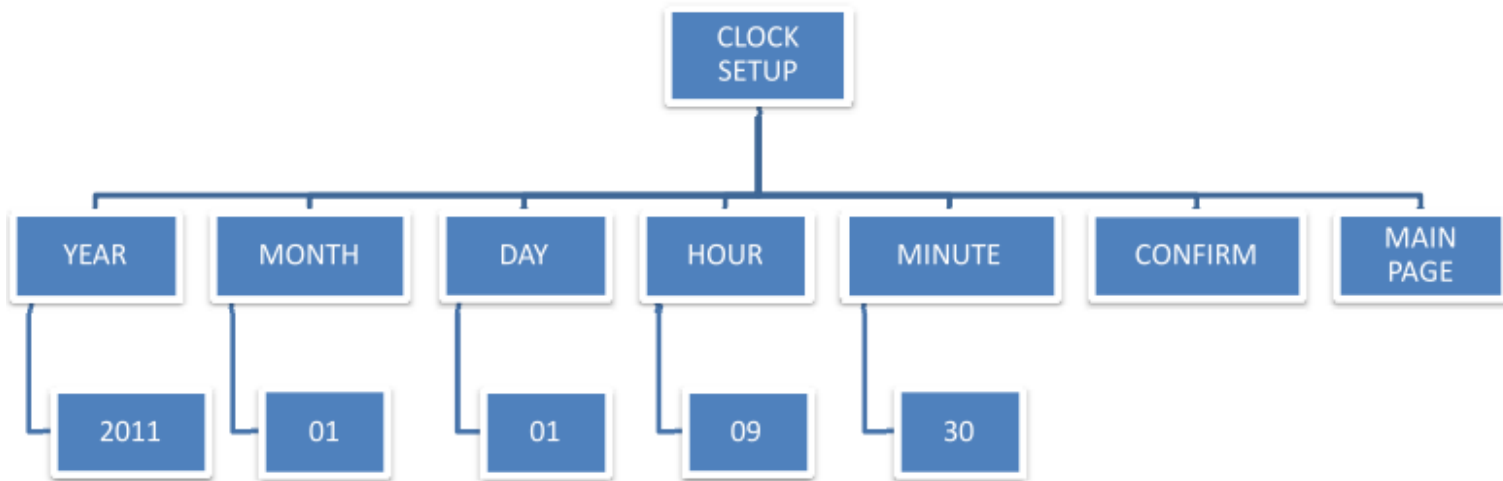 CLOCK
SETUP
YEAR
MONTH
DAY
HOUR
MINUTE
CONFIRM
MAIN
PAGE
2011
01
01
09
30